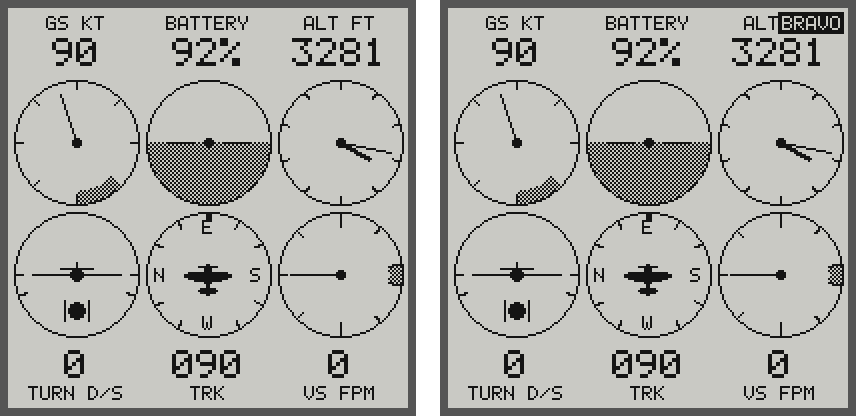 GS KT BATTERY ALT FT
90 92% 3281
E
N S
W
0 090 0
TURN D/S TRK VS FPM
GS KT BATTERY ALT BRAVO
90 92% 3281
E
N S
W
0 090 0
TURN D/S TRK VS FPM